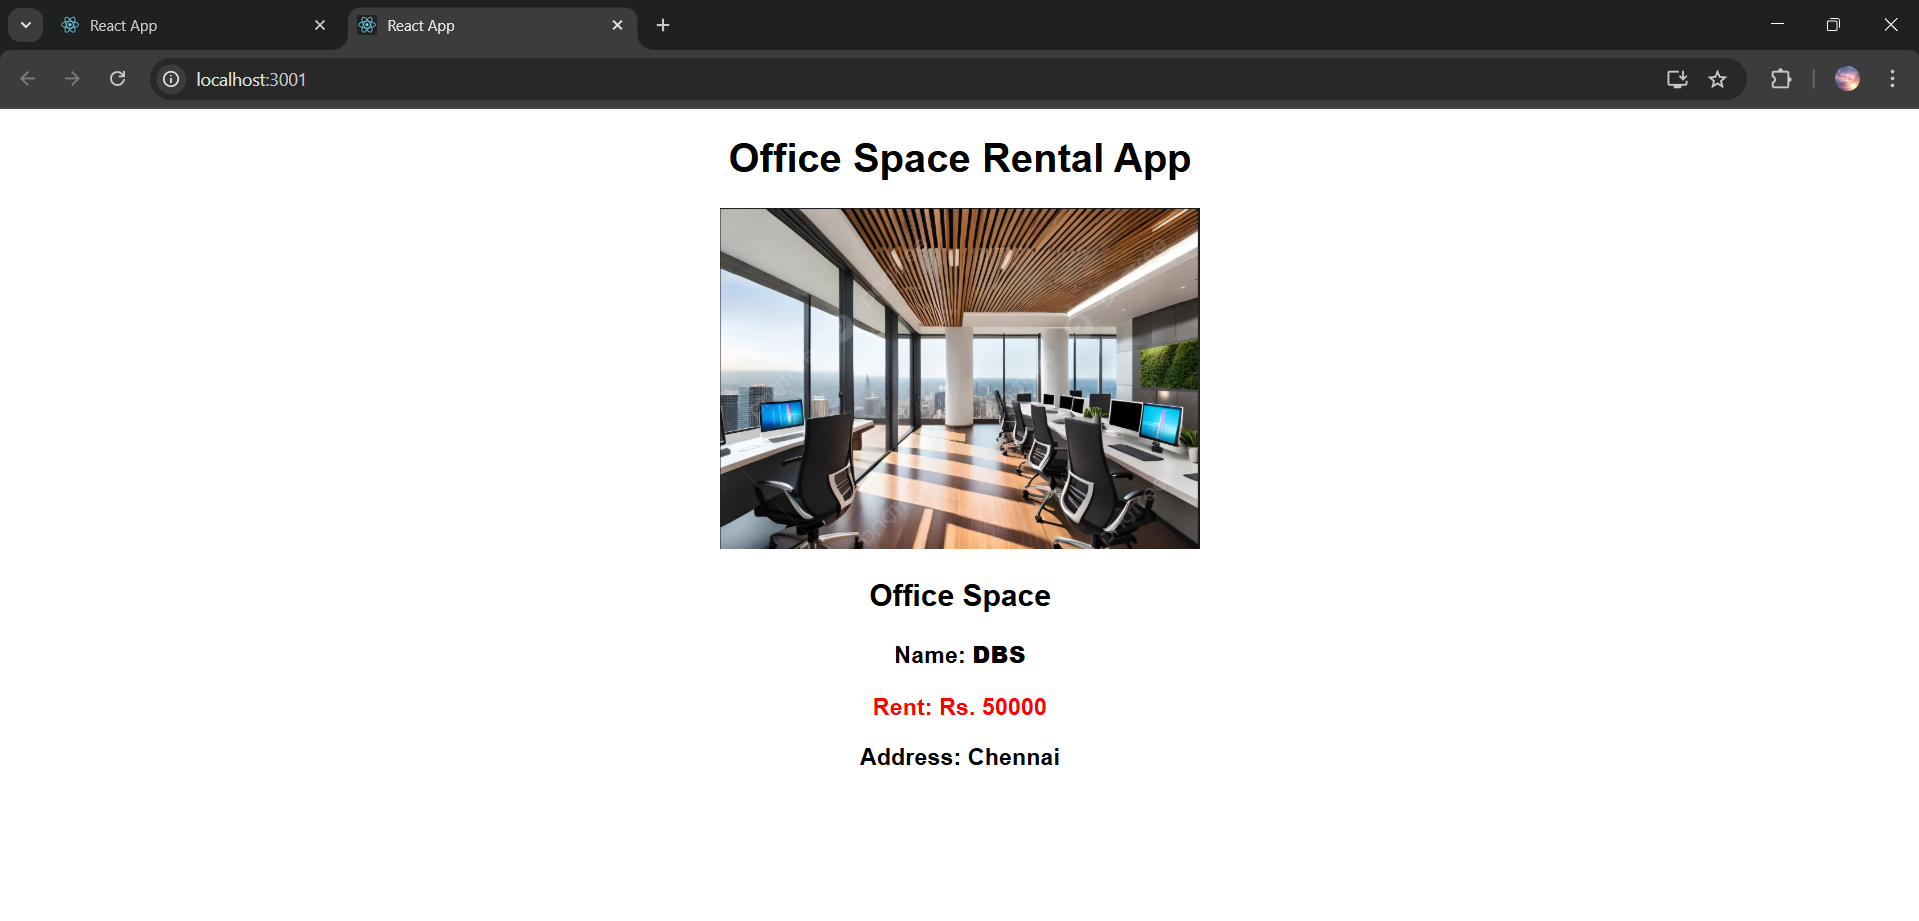 React App
React App
localhost:3001
Office Space Rental App
Office Space
Name: DBS
Rent: Rs. 50000
Address: Chennai